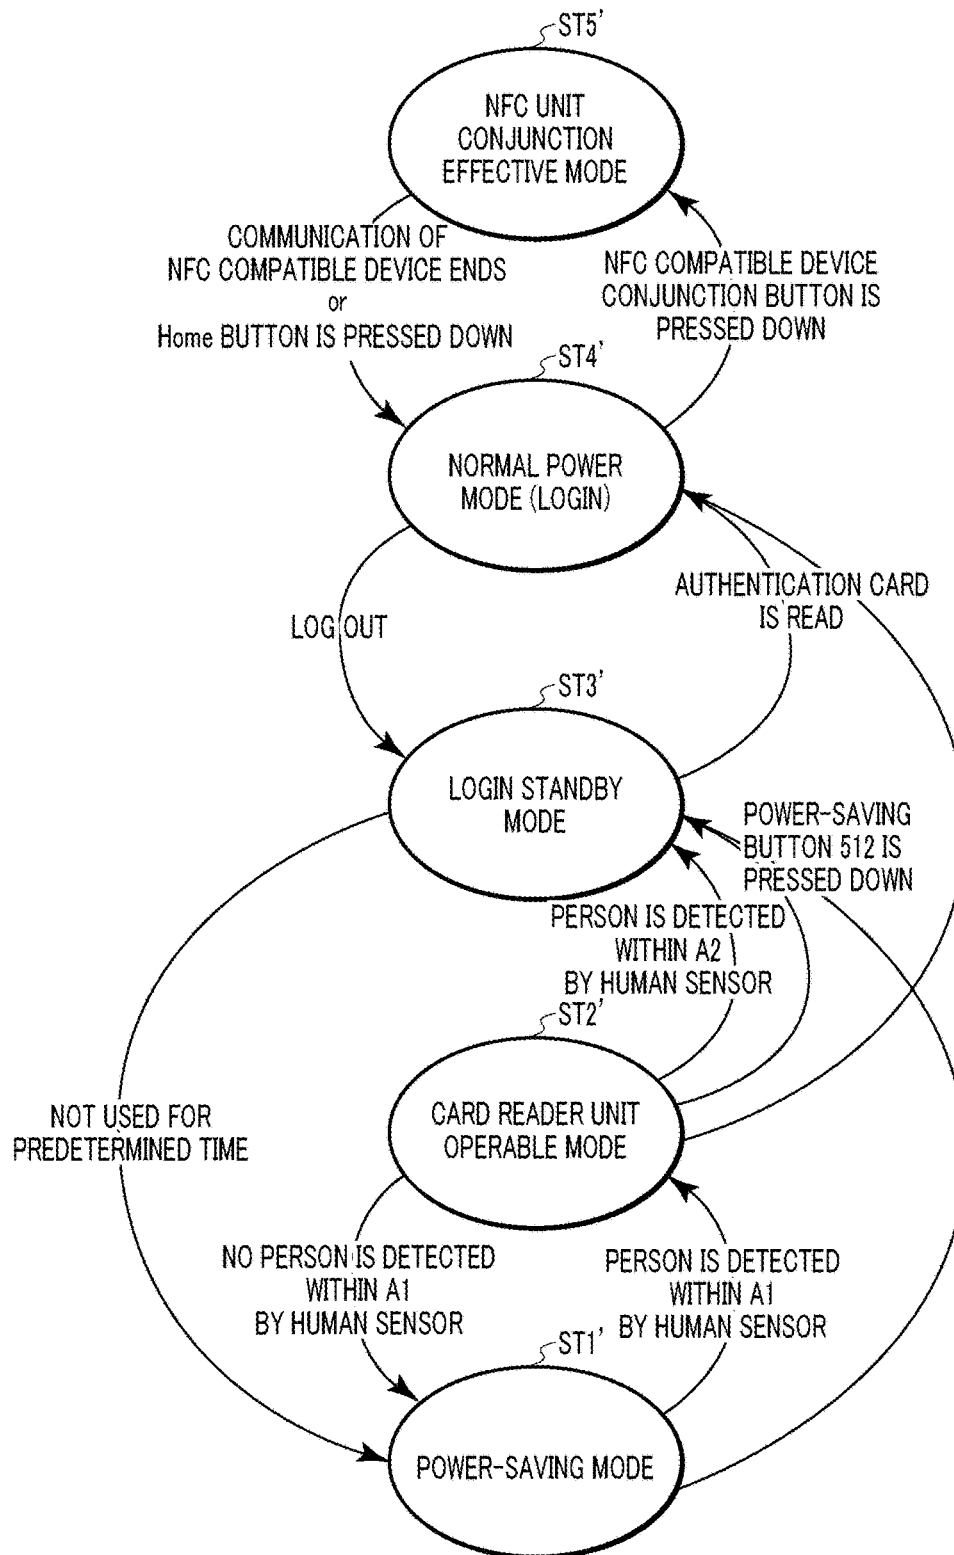 ST5'
NFC UNIT
CONJUNCTION
EFFECTIVE MODE
COMMUNICATION OF
NFC COMPATIBLE DEVICE ENDS
or
Home BUTTON IS PRESSED DOWN
NFC COMPATIBLE DEVICE
CONJUNCTION BUTTON IS
PRESSED DOWN
ST4'
NORMAL POWER
MODE (LOGIN)
AUTHENTICATION CARD
IS READ
LOG OUT
ST3'
LOGIN STANDBY
MODE
POWER-SAVING
BUTTON 512 IS
PRESSED DOWN
PERSON IS DETECTED
WITHIN A2
BY HUMAN SENSOR
ST2'
CARD READER UNIT
OPERABLE MODE
NOT USED FOR
PREDETERMINED TIME
NO PERSON IS DETECTED
WITHIN A1
BY HUMAN SENSOR
PERSON IS DETECTED
WITHIN A1
BY HUMAN SENSOR
ST1'
POWER-SAVING MODE